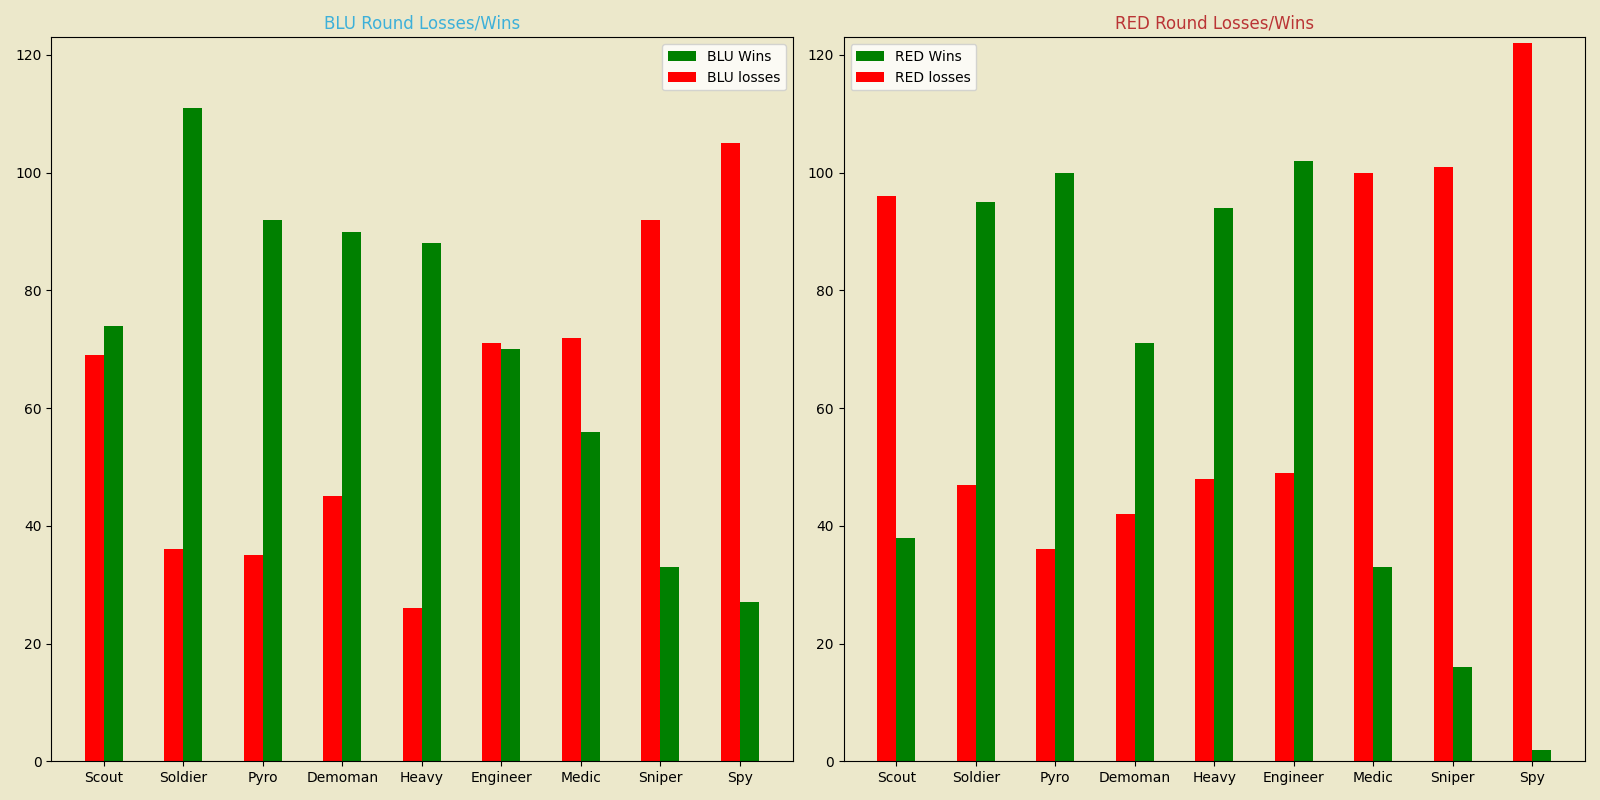 BLU Round Losses/Wins
BLU Wins
BLU losses
120
100
80
60
40
20
0
Scout Soldier Pyro Demoman Heavy Engineer Medic Sniper Spy
RED Round Losses/Wins
RED Wins
RED losses
120
100
80
60
40
20
0
Scout Soldier Pyro Demoman Heavy Engineer Medic Sniper Spy